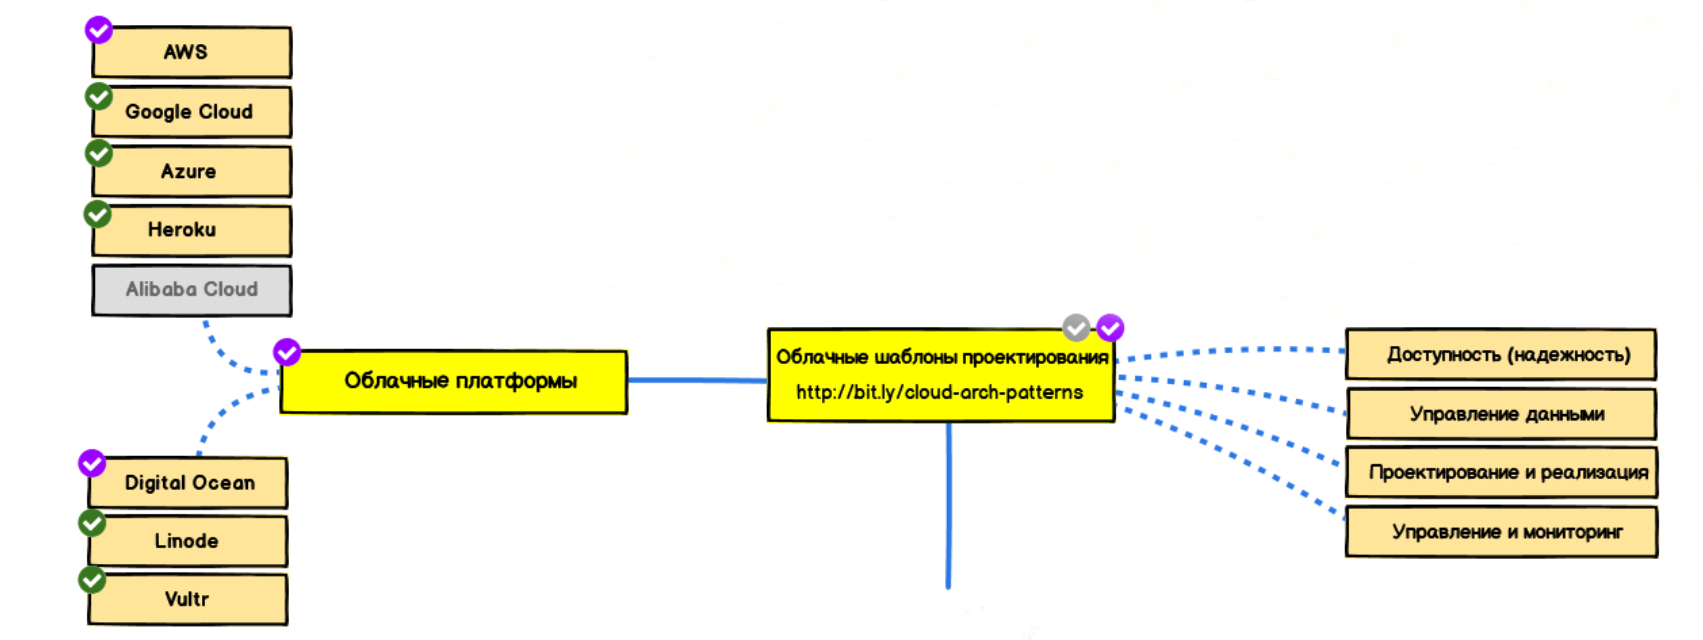 AWS
Google Cloud
Azure
Heroku
Alibaba Cloud
Облачные платформы
Digital Ocean
Linode
Vultr
Облачные шаблоны проектирования
http://bit.ly/cloud-arch-patterns
Доступность (надежность)
Управление данными
Проектирование и реализация
Управление и мониторинг